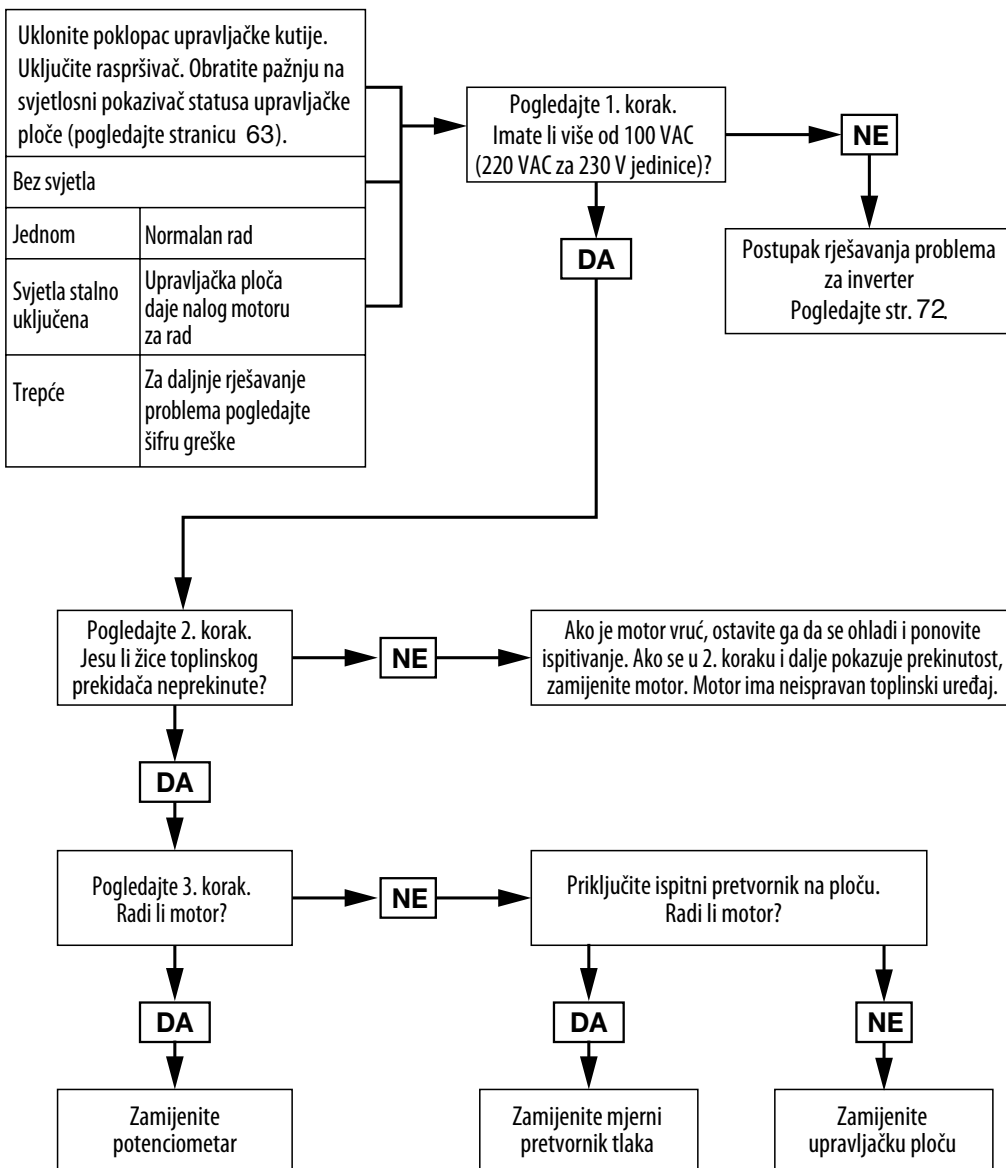 Uklonite poklopac upravljačke kutije.
Uključite raspršivač. Obratite pažnju na
svjetlosni pokazivač statusa upravljačke
ploče (pogledajte stranicu 63).
Bez svjetla
Jednom
Normalan rad
Svjetla stalno
uključena
Upravljačka ploča
daje nalog motoru
za rad
Trepće
Za daljnje rješavanje
problema pogledajte
šifru greške
Pogledajte 1. korak.
Imate li više od 100 VAC
(220 VAC za 230 V jedinice)?
NE
Postupak rješavanja problema
za inverter
Pogledajte str. 72.
DA
Pogledajte 2. korak.
Jesu li žice toplinskog
prekidača neprekinute?
NE
Ako je motor vruć, ostavite ga da se ohladi i ponovite
ispitivanje. Ako se u 2. koraku i dalje pokazuje prekinutost,
zamijenite motor. Motor ima neispravan toplinski uređaj.
DA
Pogledajte 3. korak.
Radi li motor?
NE
Priključite ispitni pretvornik na ploču.
Radi li motor?
DA
DA
NE
Zamijenite
potenciometar
Zamijenite mjerni
pretvornik tlaka
Zamijenite
upravljačku ploču